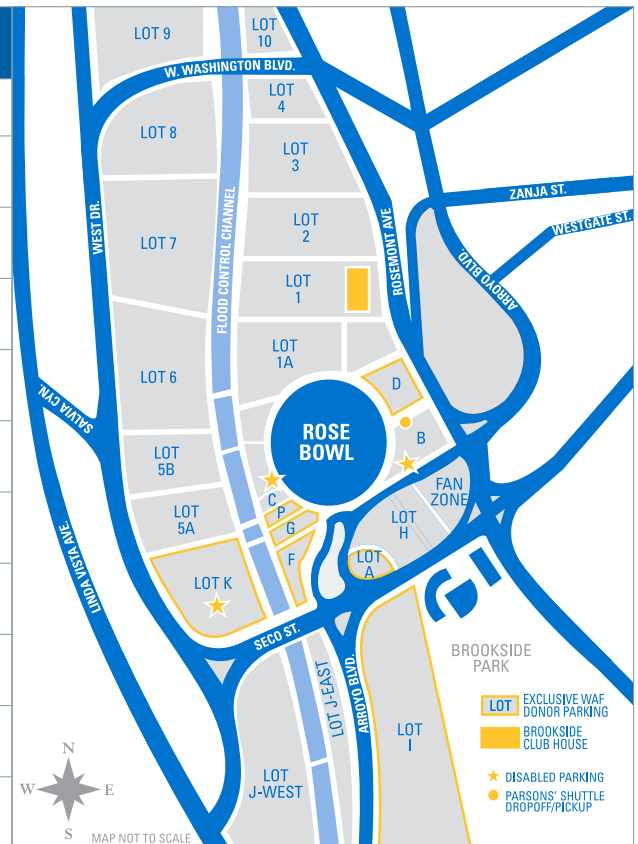 LOT 9
LOT
10
W. WASHINGTON BLVD.
LOT
4
LOT 8
LOT
3
ZANJA ST.
WESTGATE ST.
WEST DR.
LOT 7
FLOOD CONTROL CHANNEL
LOT
2
ROSEMONT AVE
ARROYO BLVD.
LOT
1
LOT
1A
LOT 6
D
SALVIA CYN.
ROSE
BOWL
B
LOT
5B
FAN
ZONE
C
P
G
LOT
5A
LOT
H
F
LOT
A
LINDA VISTA AVE.
LOT K
SECO ST.
BROOKSIDE
PARK
LOT J-EAST
ARROYO BLVD.
LOT
I
LOT
J-WEST
LOT
EXCLUSIVE WAF
DONOR PARKING
BROOKSIDE
CLUB HOUSE
DISABLED PARKING
PARSONS' SHUTTLE
DROPOFF/PICKUP
N
W
E
S
MAP NOT TO SCALE